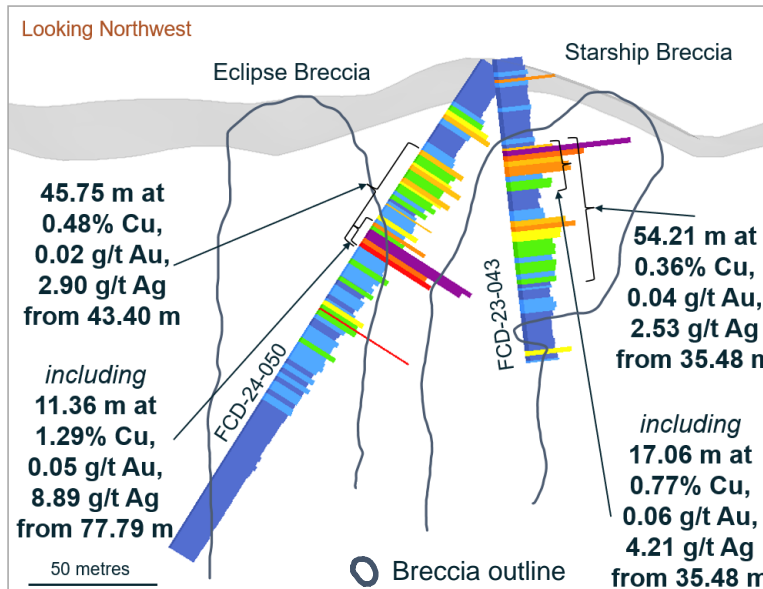 Looking Northwest
Eclipse Breccia
Starship Breccia
45.75 m at
0.48% Cu,
0.02 g/t Au,
2.90 g/t Ag
from 43.40 m
including
11.36 m at
1.29% Cu,
0.05 g/t Au,
8.89 g/t Ag
from 77.79 m
FCD-24-050
FCD-23-043
54.21 m at
0.36% Cu,
0.04 g/t Au,
2.53 g/t Ag
from 35.48 m
including
17.06 m at
0.77% Cu,
0.06 g/t Au,
4.21 g/t Ag
from 35.48 m
50 metres
Breccia outline